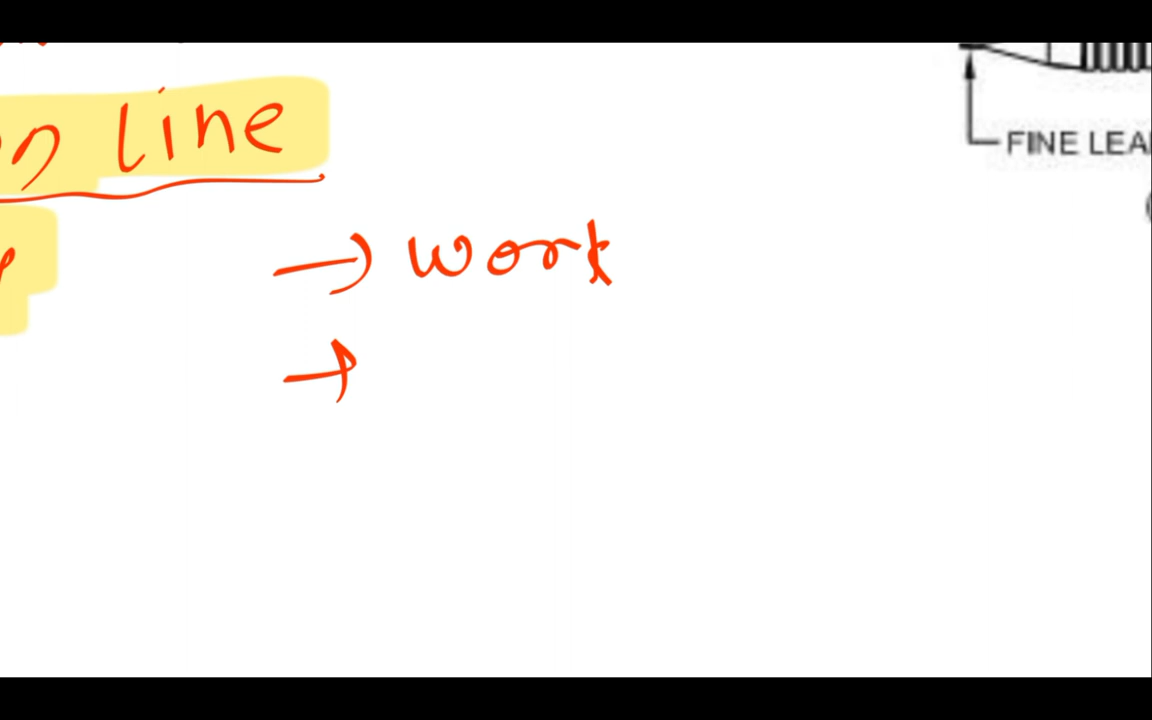 line
→ work
→
FINE LEA